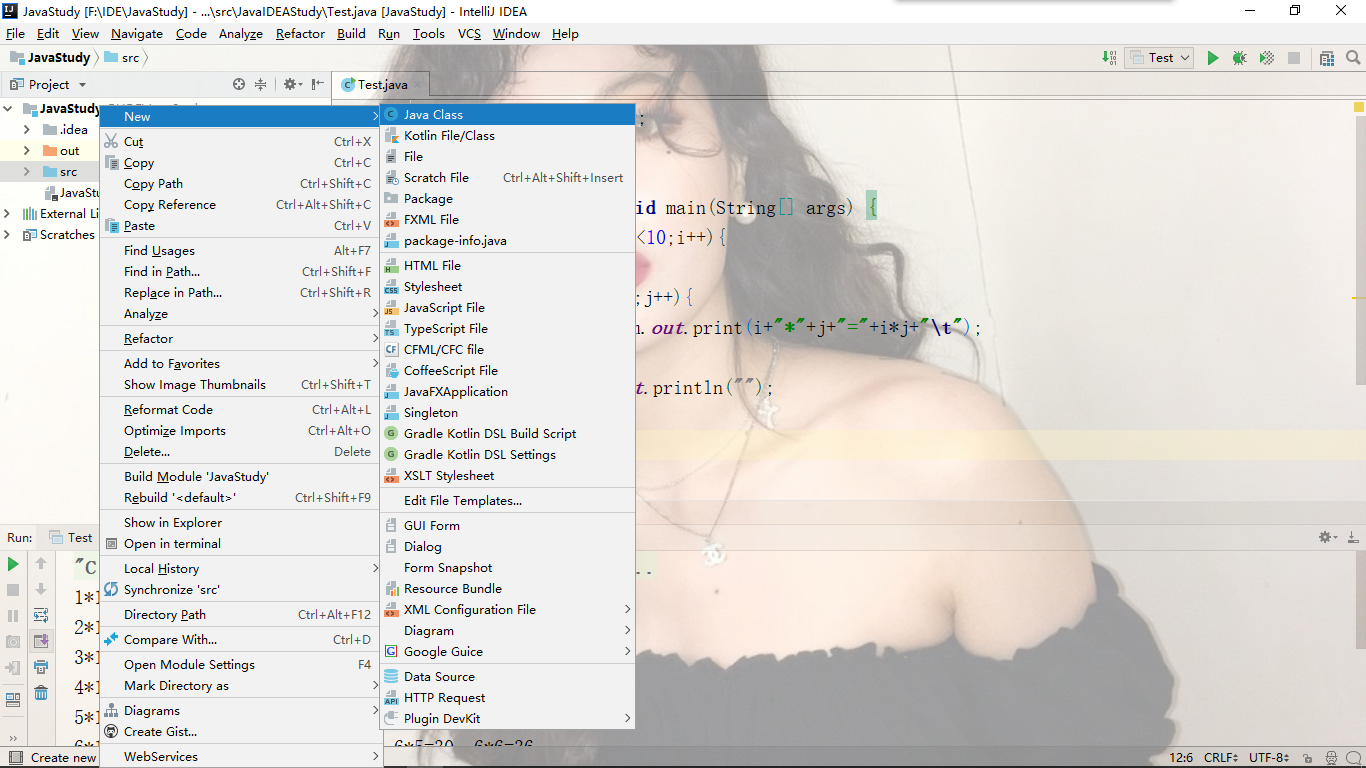 JavaStudy [F:\IDE\JavaStudy] - ...\src\JavaIDEAStudy\Test.java [JavaStudy] - IntelliJ IDEA
File Edit View Navigate Code Analyze Refactor Build Run Tools VCS Window Help
JavaStudy src Test
Project Test.java
JavaStudy
.idea
out
src
JavaStu
External Li
Scratches
New
Cut Ctrl+X
Copy Ctrl+C
Copy Path Ctrl+Shift+C
Copy Reference Ctrl+Alt+Shift+C
Paste Ctrl+V
Find Usages Alt+F7
Find in Path... Ctrl+Shift+F
Replace in Path... Ctrl+Shift+R
Analyze
Refactor
Add to Favorites
Show Image Thumbnails Ctrl+Shift+T
Reformat Code Ctrl+Alt+L
Optimize Imports Ctrl+Alt+O
Delete... Delete
Build Module 'JavaStudy'
Rebuild '<default>' Ctrl+Shift+F9
Show in Explorer
Open in terminal
Local History
Synchronize 'src'
Directory Path Ctrl+Alt+F12
Compare With... Ctrl+D
Open Module Settings F4
Mark Directory as
Diagrams
Create Gist...
WebServices
Java Class
Kotlin File/Class
File
Scratch File Ctrl+Alt+Shift+Insert
Package
FXML File
package-info.java
HTML File
Stylesheet
JavaScript File
TypeScript File
CFML/CFC file
CoffeeScript File
JavaFXApplication
Singleton
Gradle Kotlin DSL Build Script
Gradle Kotlin DSL Settings
XSLT Stylesheet
Edit File Templates...
GUI Form
Dialog
Form Snapshot
Resource Bundle
XML Configuration File
Diagram
Google Guice
Data Source
HTTP Request
Plugin DevKit
;
id main(String[] args) {
<10;i++){
;j++){
.out.print(i+"*"+j+"="+i*j+"\t");
t.println("");
Run: Test
"C ..
1*1
2*1
3*1
4*1
5*1
6*1 6*5=30 6*6=36
Create new 12:6 CRLF UTF-8